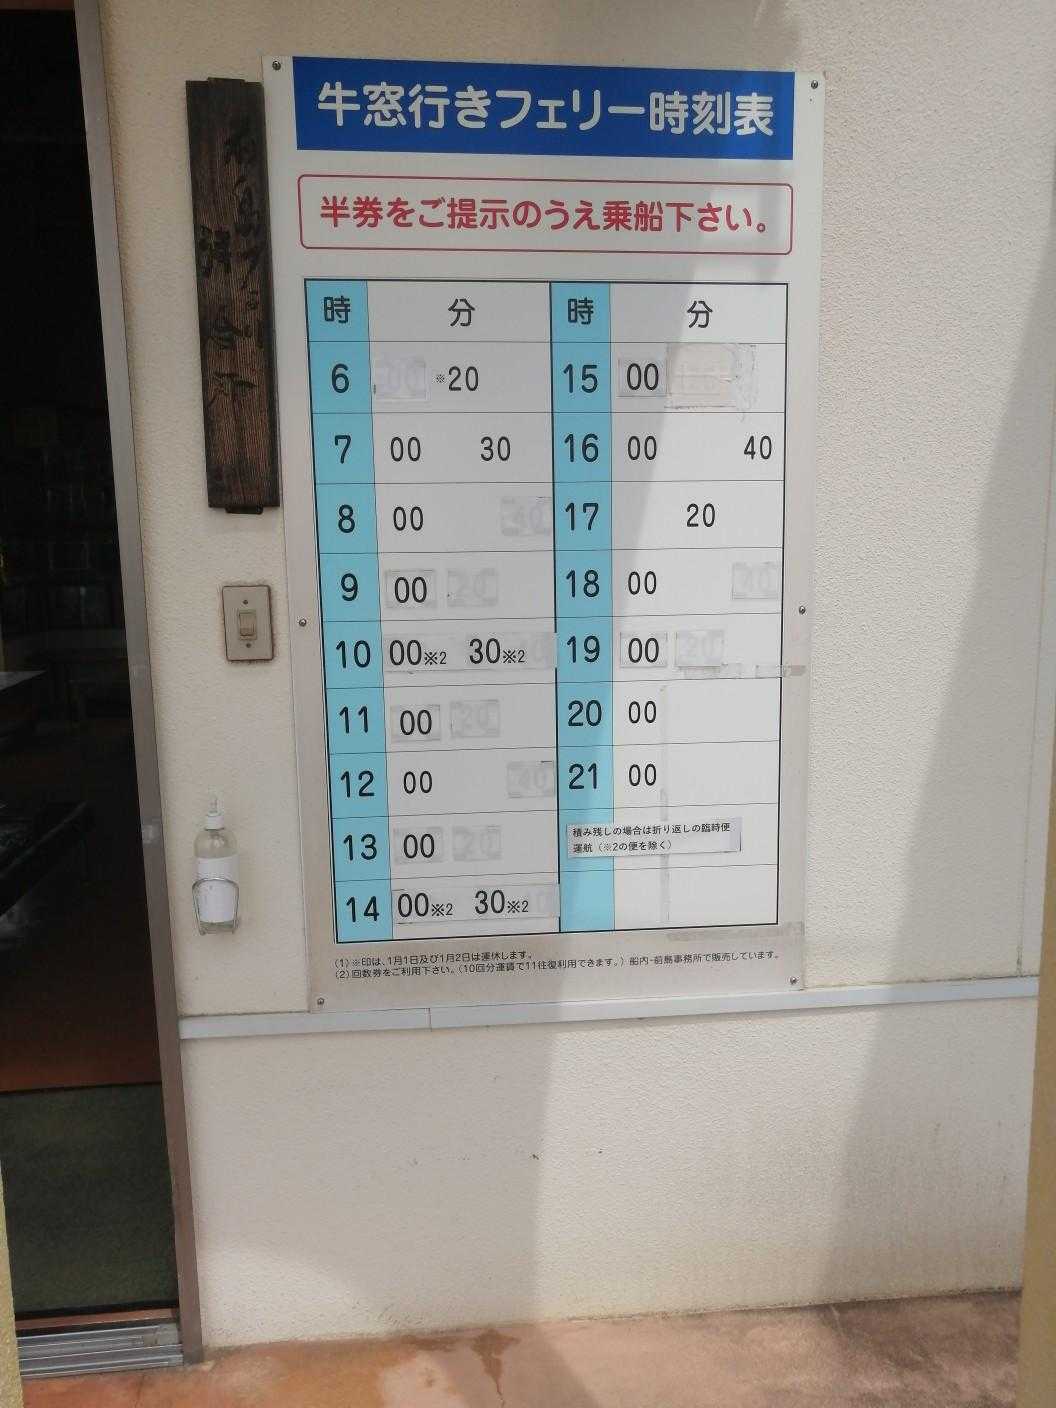 牛窓行きフェリー時刻表
半券をご提示のうえ乗船下さい。
時 分 時 分
6 ※20 15 00
7 00 30 16 00 40
8 00 17 20
9 00 18 00
10 00※2 30※2 19 00
11 00 20 00
12 00 21 00
13 00 積み残しの場合は折り返しの臨時便
運航（※2の便を除く）
14 00※2 30※2
(1)※印は、1月1日及び1月2日は運休します。
(2)回数券をご利用下さい。(10回分運賃で11往復利用できます。) 船内・前島事務所で販売しています。